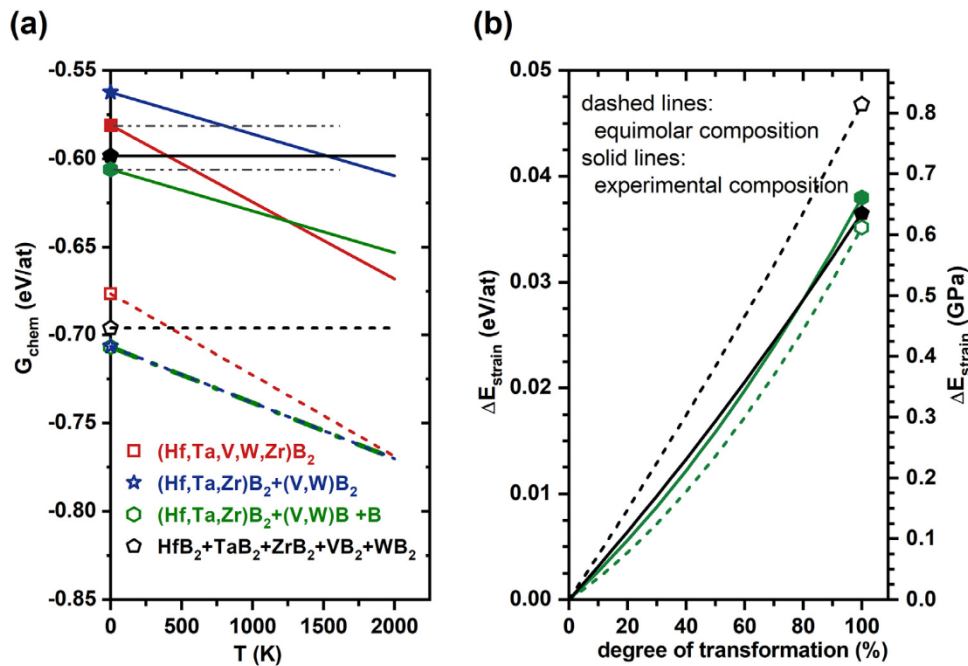 (a)
(b)
-0.55
-0.60
-0.65
-0.70
-0.75
-0.80
-0.85
G_chem (eV/at)
(Hf,Ta,V,W,Zr)B₂
(Hf,Ta,Zr)B₂+(V,W)B₂
(Hf,Ta,Zr)B₂+(V,W)B +B
HfB₂+TaB₂+ZrB₂+VB₂+WB₂
0 500 1000 1500 2000
T (K)
0.05
0.04
0.03
0.02
0.01
0.00
ΔE_strain (eV/at)
dashed lines:
equimolar composition
solid lines:
experimental composition
0.8
0.7
0.6
0.5
0.4
0.3
0.2
0.1
0.0
ΔE_strain (GPa)
0 20 40 60 80 100
degree of transformation (%)